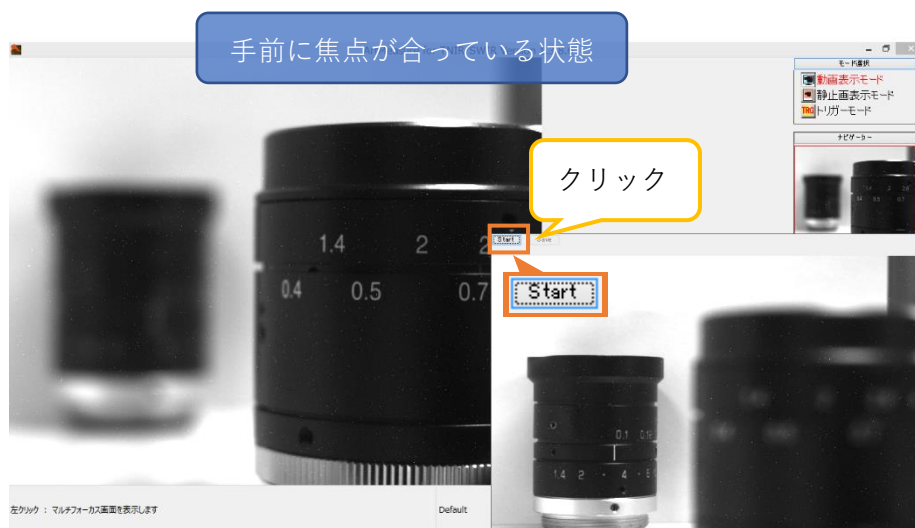 手前に焦点が合っている状態
モード選択
動画表示モード
静止画表示モード
TRG トリガーモード
ナビゲーター
クリック
Start
Save
Start
1.4 2 2
0.4 0.5 0.7
0.1
1.4 2 4
左クリック ： マルチフォーカス画面を表示します
Default